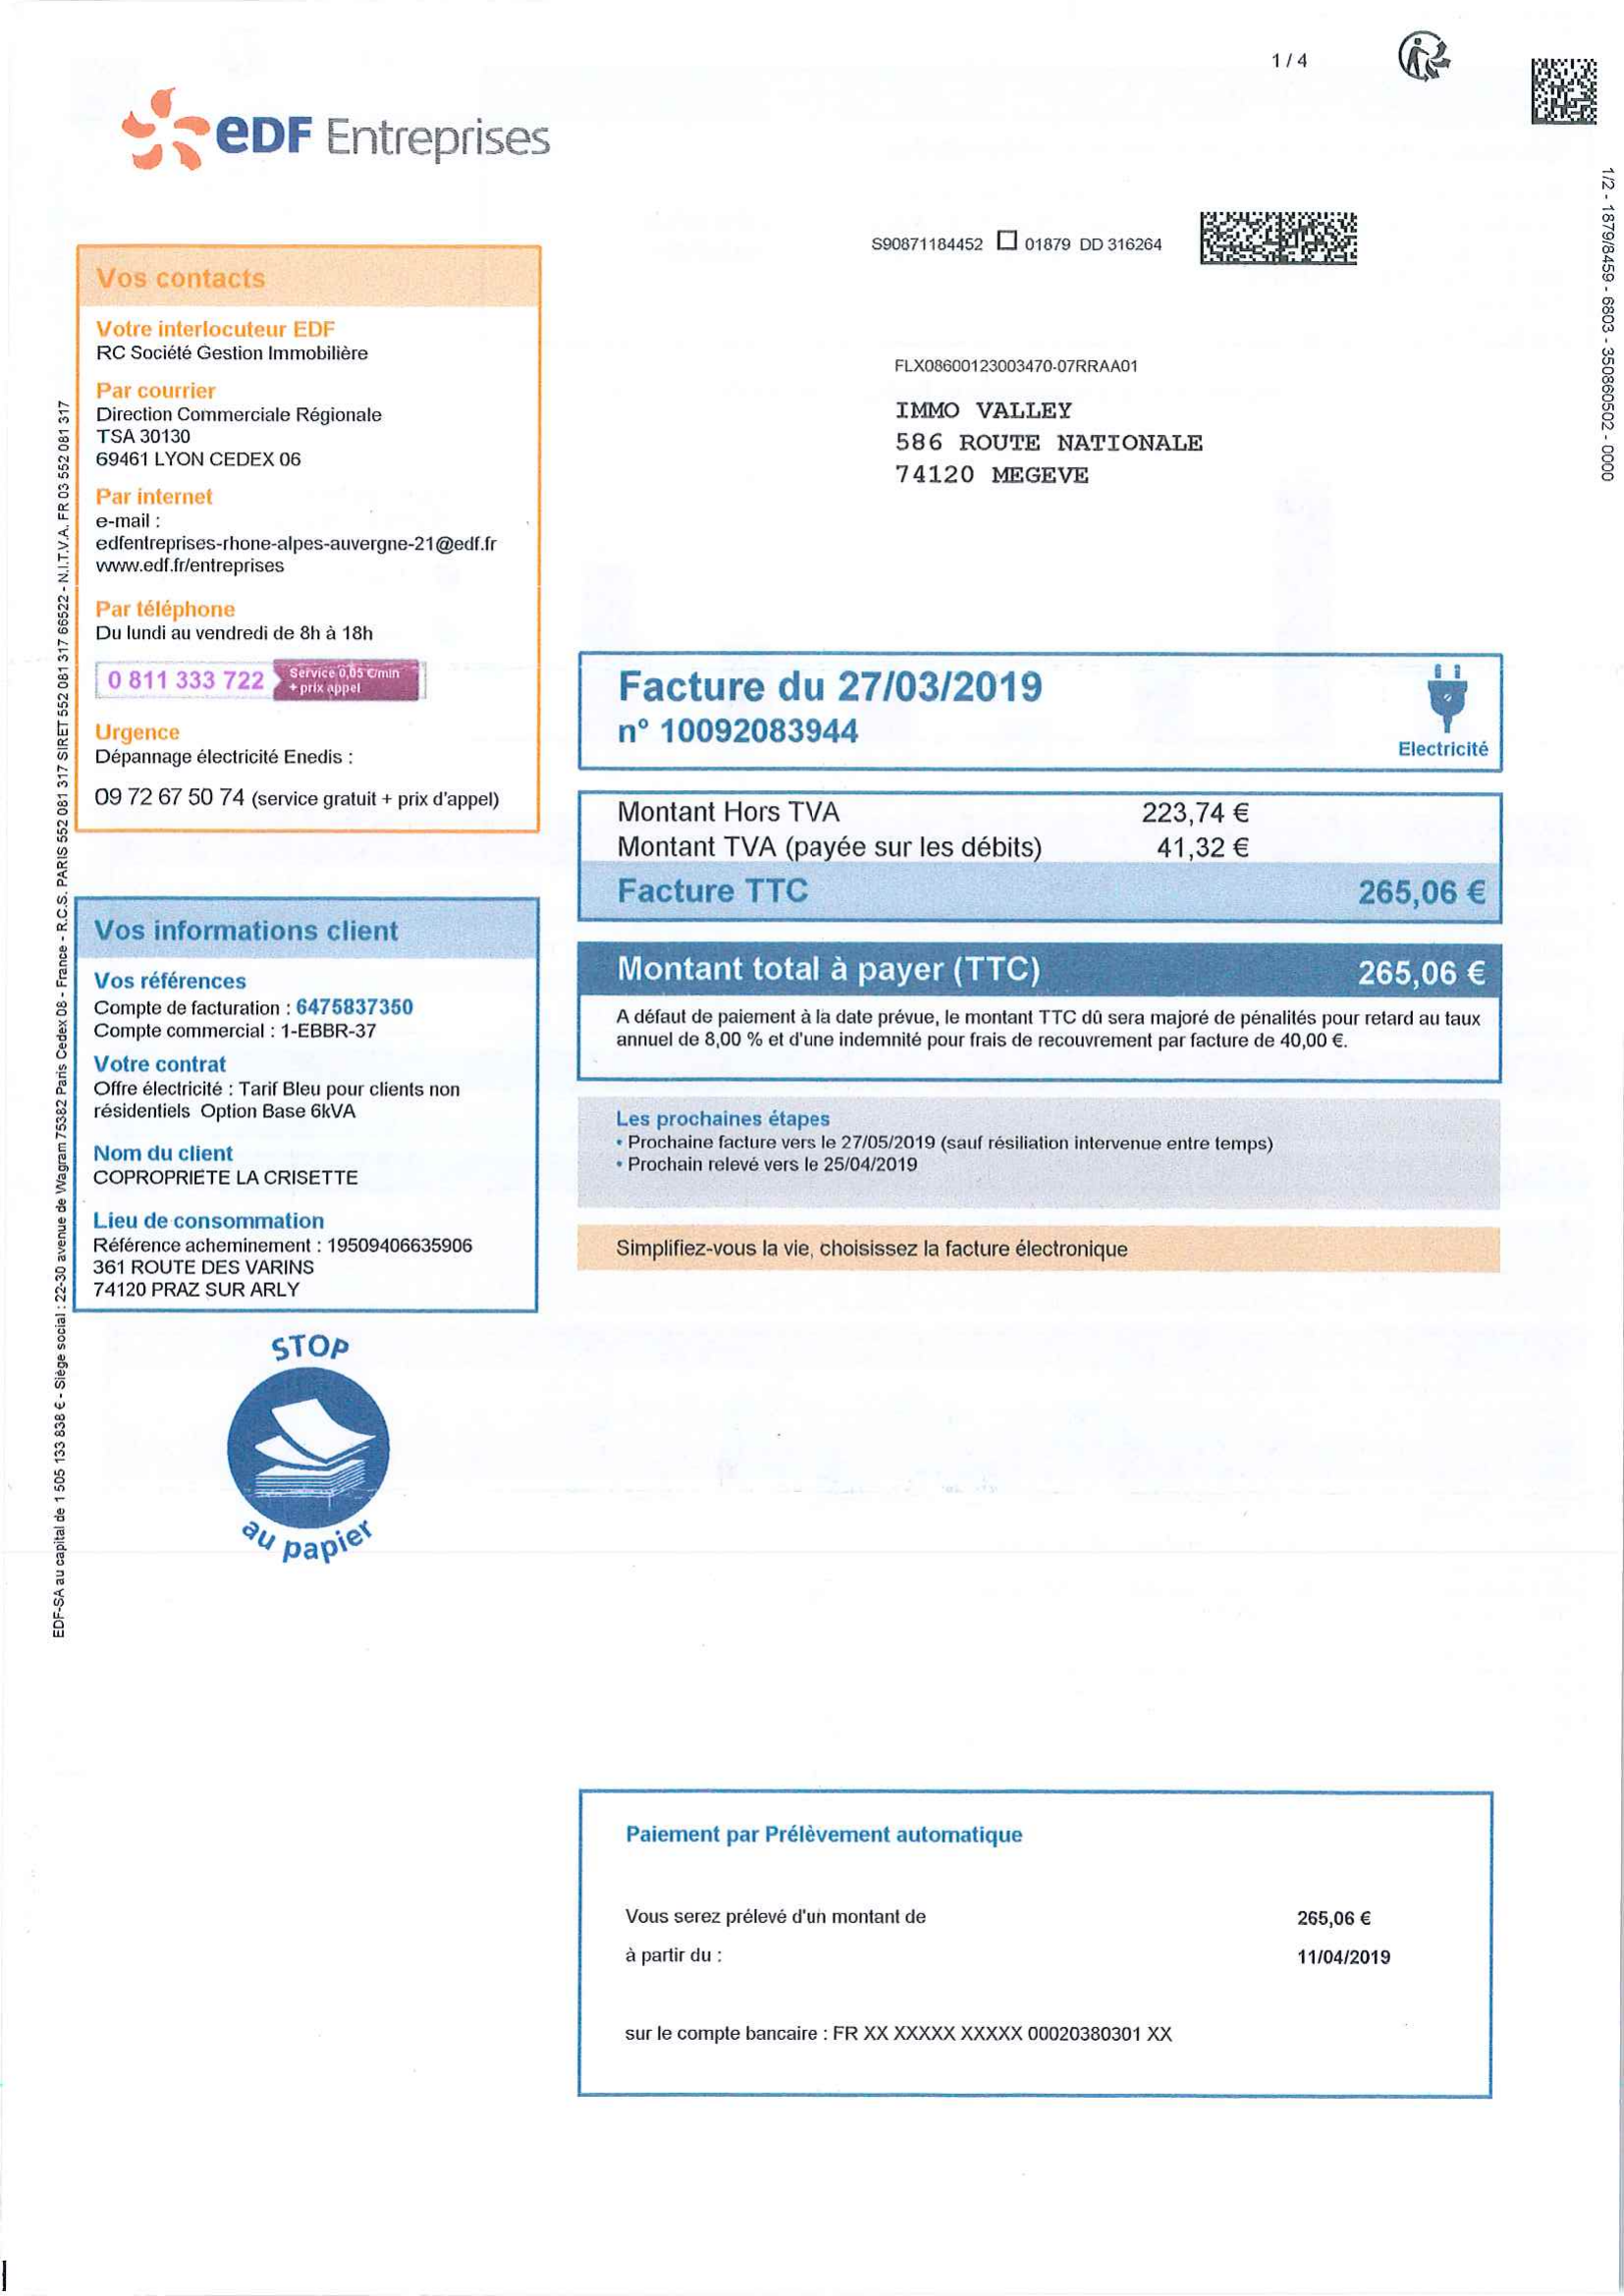 1 / 4
eDF Entreprises
1/2 - 1879/8459 - 6803 - 350860502 - 0000
S90871184452 01879 DD 316264
FLX08600123003470-07RRAA01
IMMO VALLEY
586 ROUTE NATIONALE
74120 MEGEVE
Vos contacts
Votre interlocuteur EDF
RC Société Gestion Immobilière
Par courrier
Direction Commerciale Régionale
TSA 30130
69461 LYON CEDEX 06
Par internet
e-mail :
edfentreprises-rhone-alpes-auvergne-21@edf.fr
www.edf.fr/entreprises
Par téléphone
Du lundi au vendredi de 8h à 18h
0 811 333 722
Service 0,05 €/min
+ prix appel
Urgence
Dépannage électricité Enedis :
09 72 67 50 74 (service gratuit + prix d'appel)
Facture du 27/03/2019
n° 10092083944
Electricité
Montant Hors TVA 223,74 €
Montant TVA (payée sur les débits) 41,32 €
Facture TTC 265,06 €
Montant total à payer (TTC) 265,06 €
A défaut de paiement à la date prévue, le montant TTC dû sera majoré de pénalités pour retard au taux
annuel de 8,00 % et d'une indemnité pour frais de recouvrement par facture de 40,00 €.
Les prochaines étapes
• Prochaine facture vers le 27/05/2019 (sauf résiliation intervenue entre temps)
• Prochain relevé vers le 25/04/2019
Simplifiez-vous la vie, choisissez la facture électronique
Vos informations client
Vos références
Compte de facturation : 6475837350
Compte commercial : 1-EBBR-37
Votre contrat
Offre électricité : Tarif Bleu pour clients non
résidentiels Option Base 6kVA
Nom du client
COPROPRIETE LA CRISETTE
Lieu de consommation
Référence acheminement : 19509406635906
361 ROUTE DES VARINS
74120 PRAZ SUR ARLY
STOP
au papier
EDF-SA au capital de 1 505 133 838 € - Siège social : 22-30 avenue de Wagram 75382 Paris Cedex 08 - France - R.C.S. PARIS 552 081 317 SIRET 552 081 317 66522 - N.I.T.V.A. FR 03 552 081 317
Paiement par Prélèvement automatique
Vous serez prélevé d'un montant de 265,06 €
à partir du : 11/04/2019
sur le compte bancaire : FR XX XXXXX XXXXX 00020380301 XX